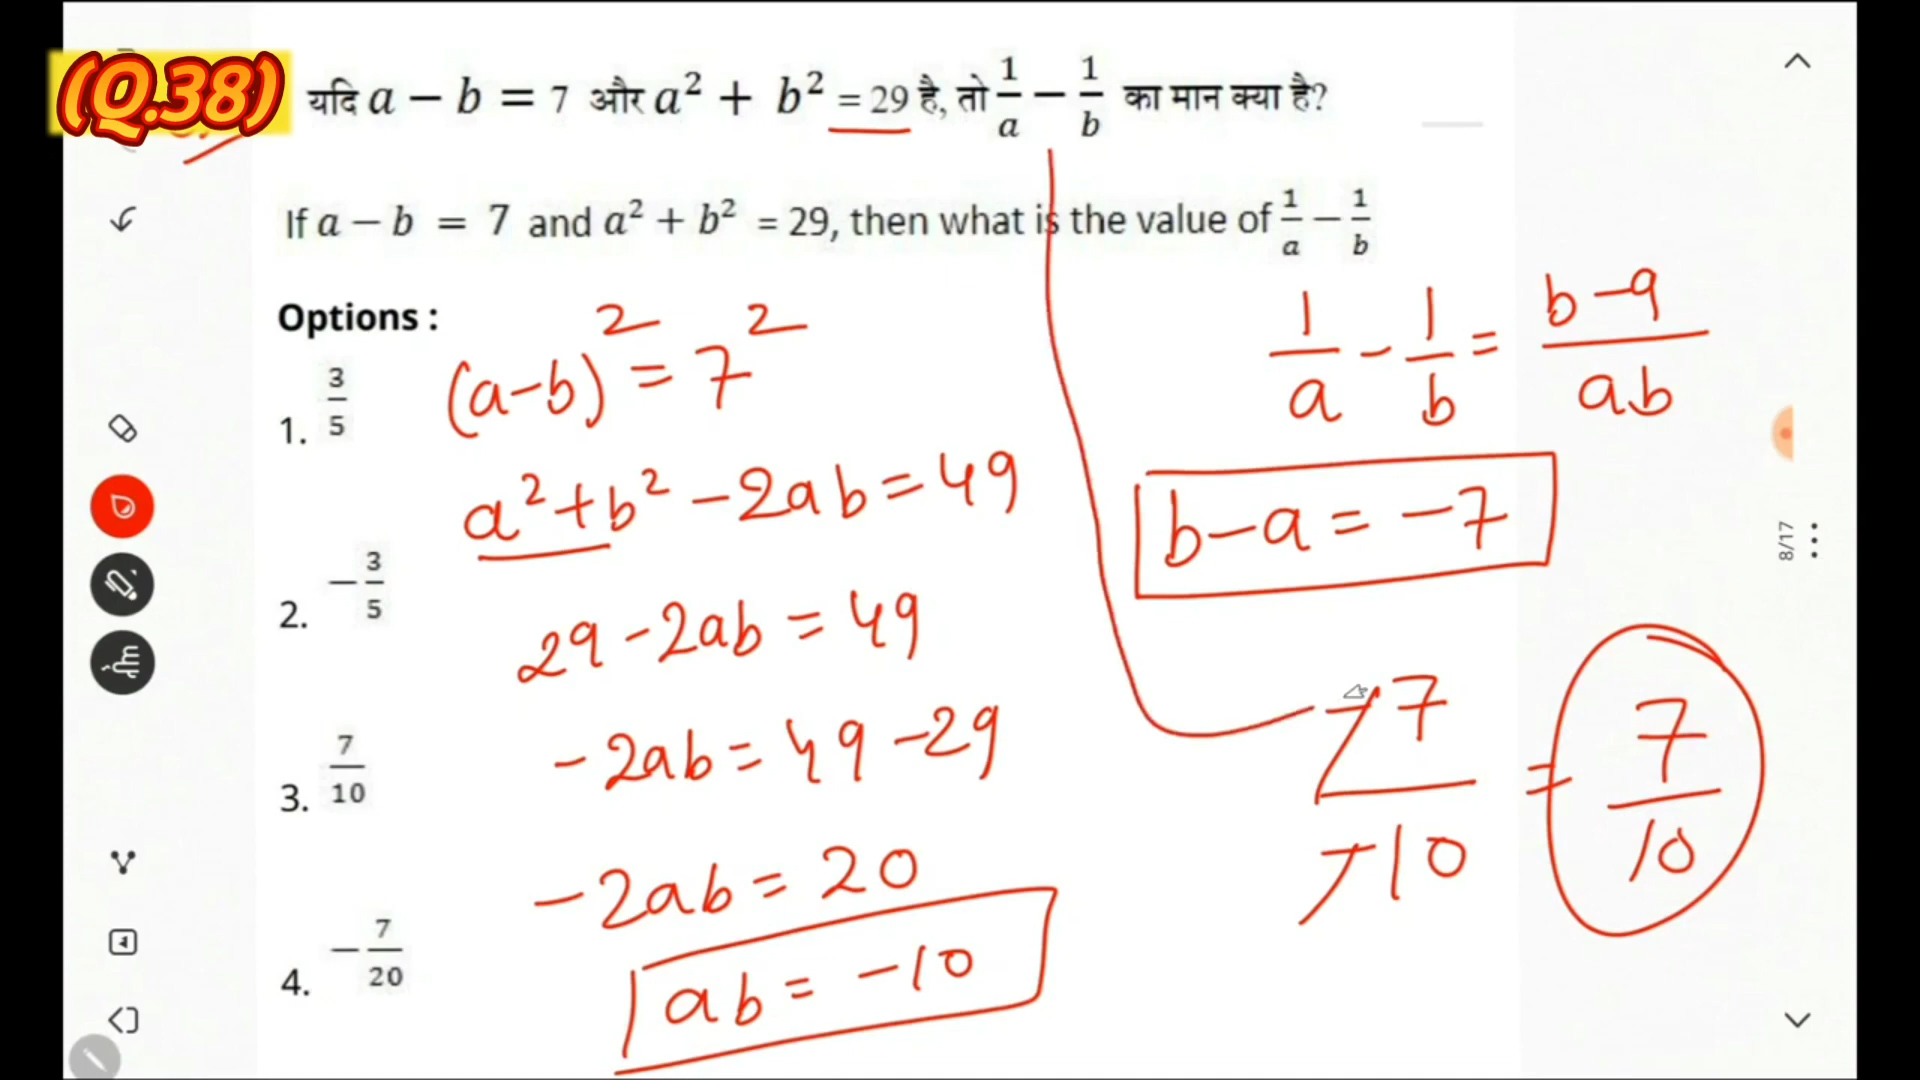 (Q.38)
यदि a − b = 7 और a² + b² = 29 है, तो 1/a − 1/b का मान क्या है?
If a − b = 7 and a² + b² = 29, then what is the value of 1/a − 1/b
Options :
1. 3/5
2. −3/5
3. 7/10
4. −7/20
(a-b)² = 7²
a²+b²-2ab=49
29-2ab=49
-2ab=49-29
-2ab=20
ab=-10
1/a - 1/b = b-a/ab
b-a=-7
-7/-10 = 7/10
8/17